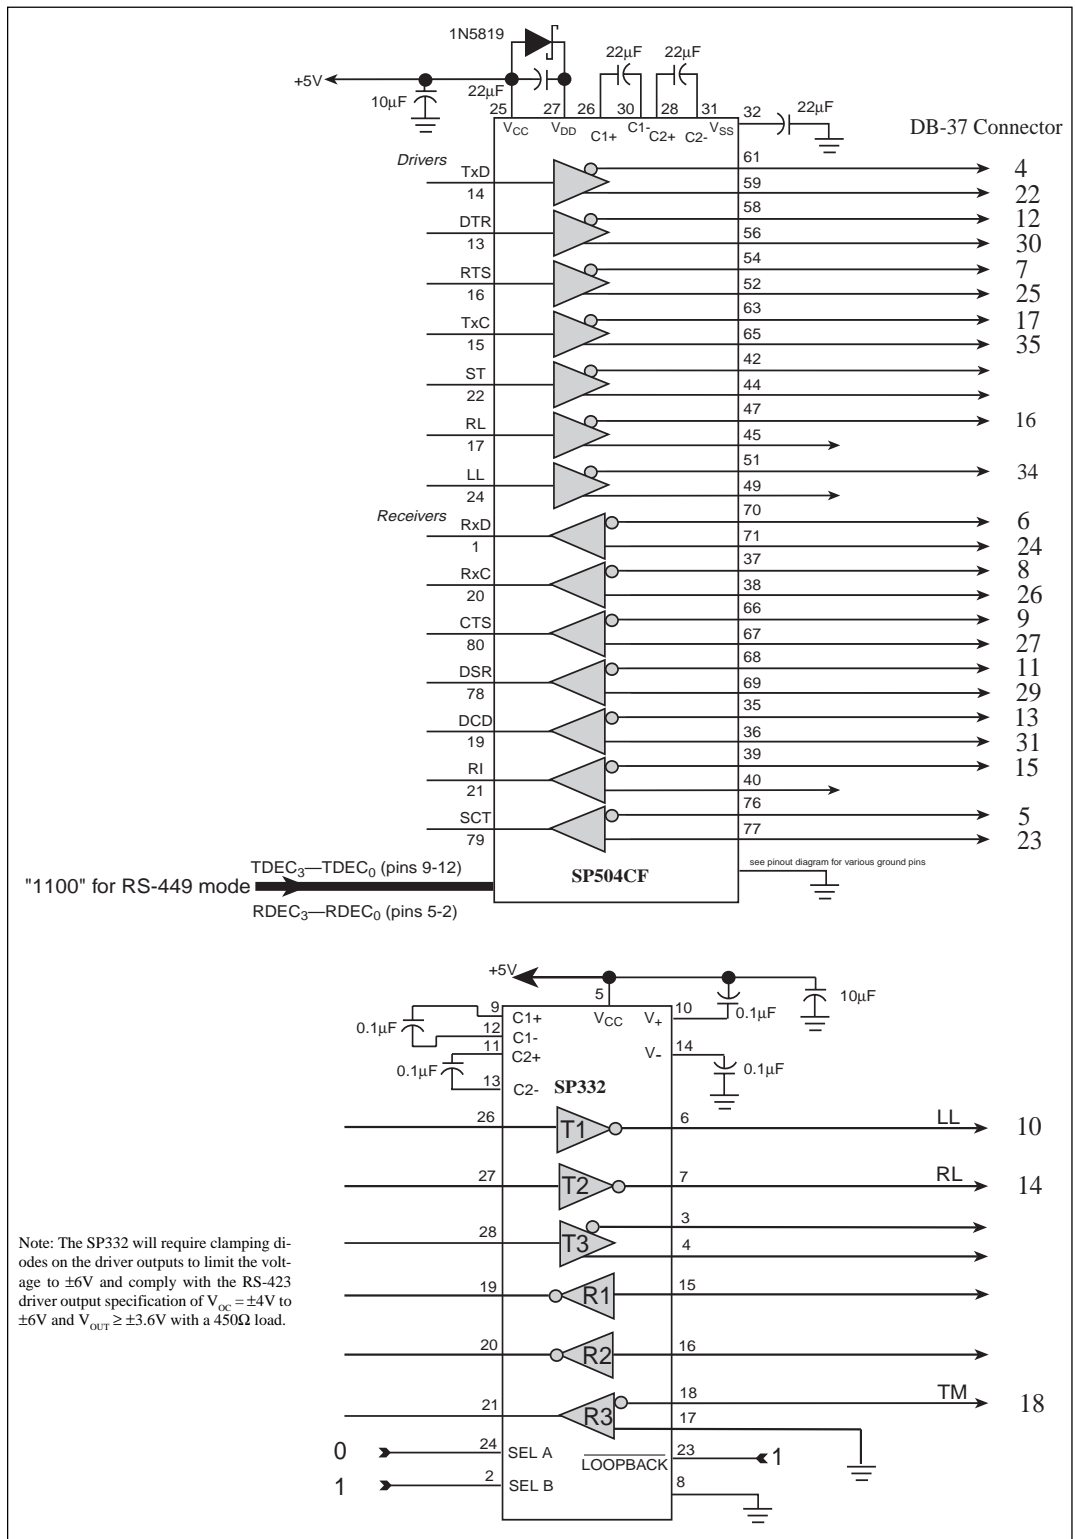 1N5819
22µF 22µF
+5V
10µF 22µF
25 27 26 30 28 31 32 22µF
VCC VDD C1+ C1- C2+ C2- VSS
DB-37 Connector
Drivers
61 4
TxD
14
59 22
58 12
DTR
13
56 30
54 7
RTS
16
52 25
63 17
TxC
15
65 35
42
ST
22
44
47 16
RL
17
45
51 34
LL
24
49
Receivers
70 6
RxD
1
71 24
37 8
RxC
20
38 26
66 9
CTS
80
67 27
68 11
DSR
78
69 29
35 13
DCD
19
36 31
39 15
RI
21
40
76 5
SCT
79
77 23
see pinout diagram for various ground pins
SP504CF
TDEC3—TDEC0 (pins 9-12)
"1100" for RS-449 mode
RDEC3—RDEC0 (pins 5-2)
+5V
5 10µF
9 C1+ VCC V+ 10 0.1µF
0.1µF
12 C1-
11 C2+ V- 14
0.1µF 0.1µF
13 C2- SP332
26 T1 6 LL 10
27 T2 7 RL 14
28 T3 3
4
19 R1 15
20 R2 16
21 R3 18 TM 18
17
0 24 SEL A LOOPBACK 23 1
1 2 SEL B 8
Note: The SP332 will require clamping di-
odes on the driver outputs to limit the volt-
age to ±6V and comply with the RS-423
driver output specification of VOC = ±4V to
±6V and VOUT ≥ ±3.6V with a 450Ω load.